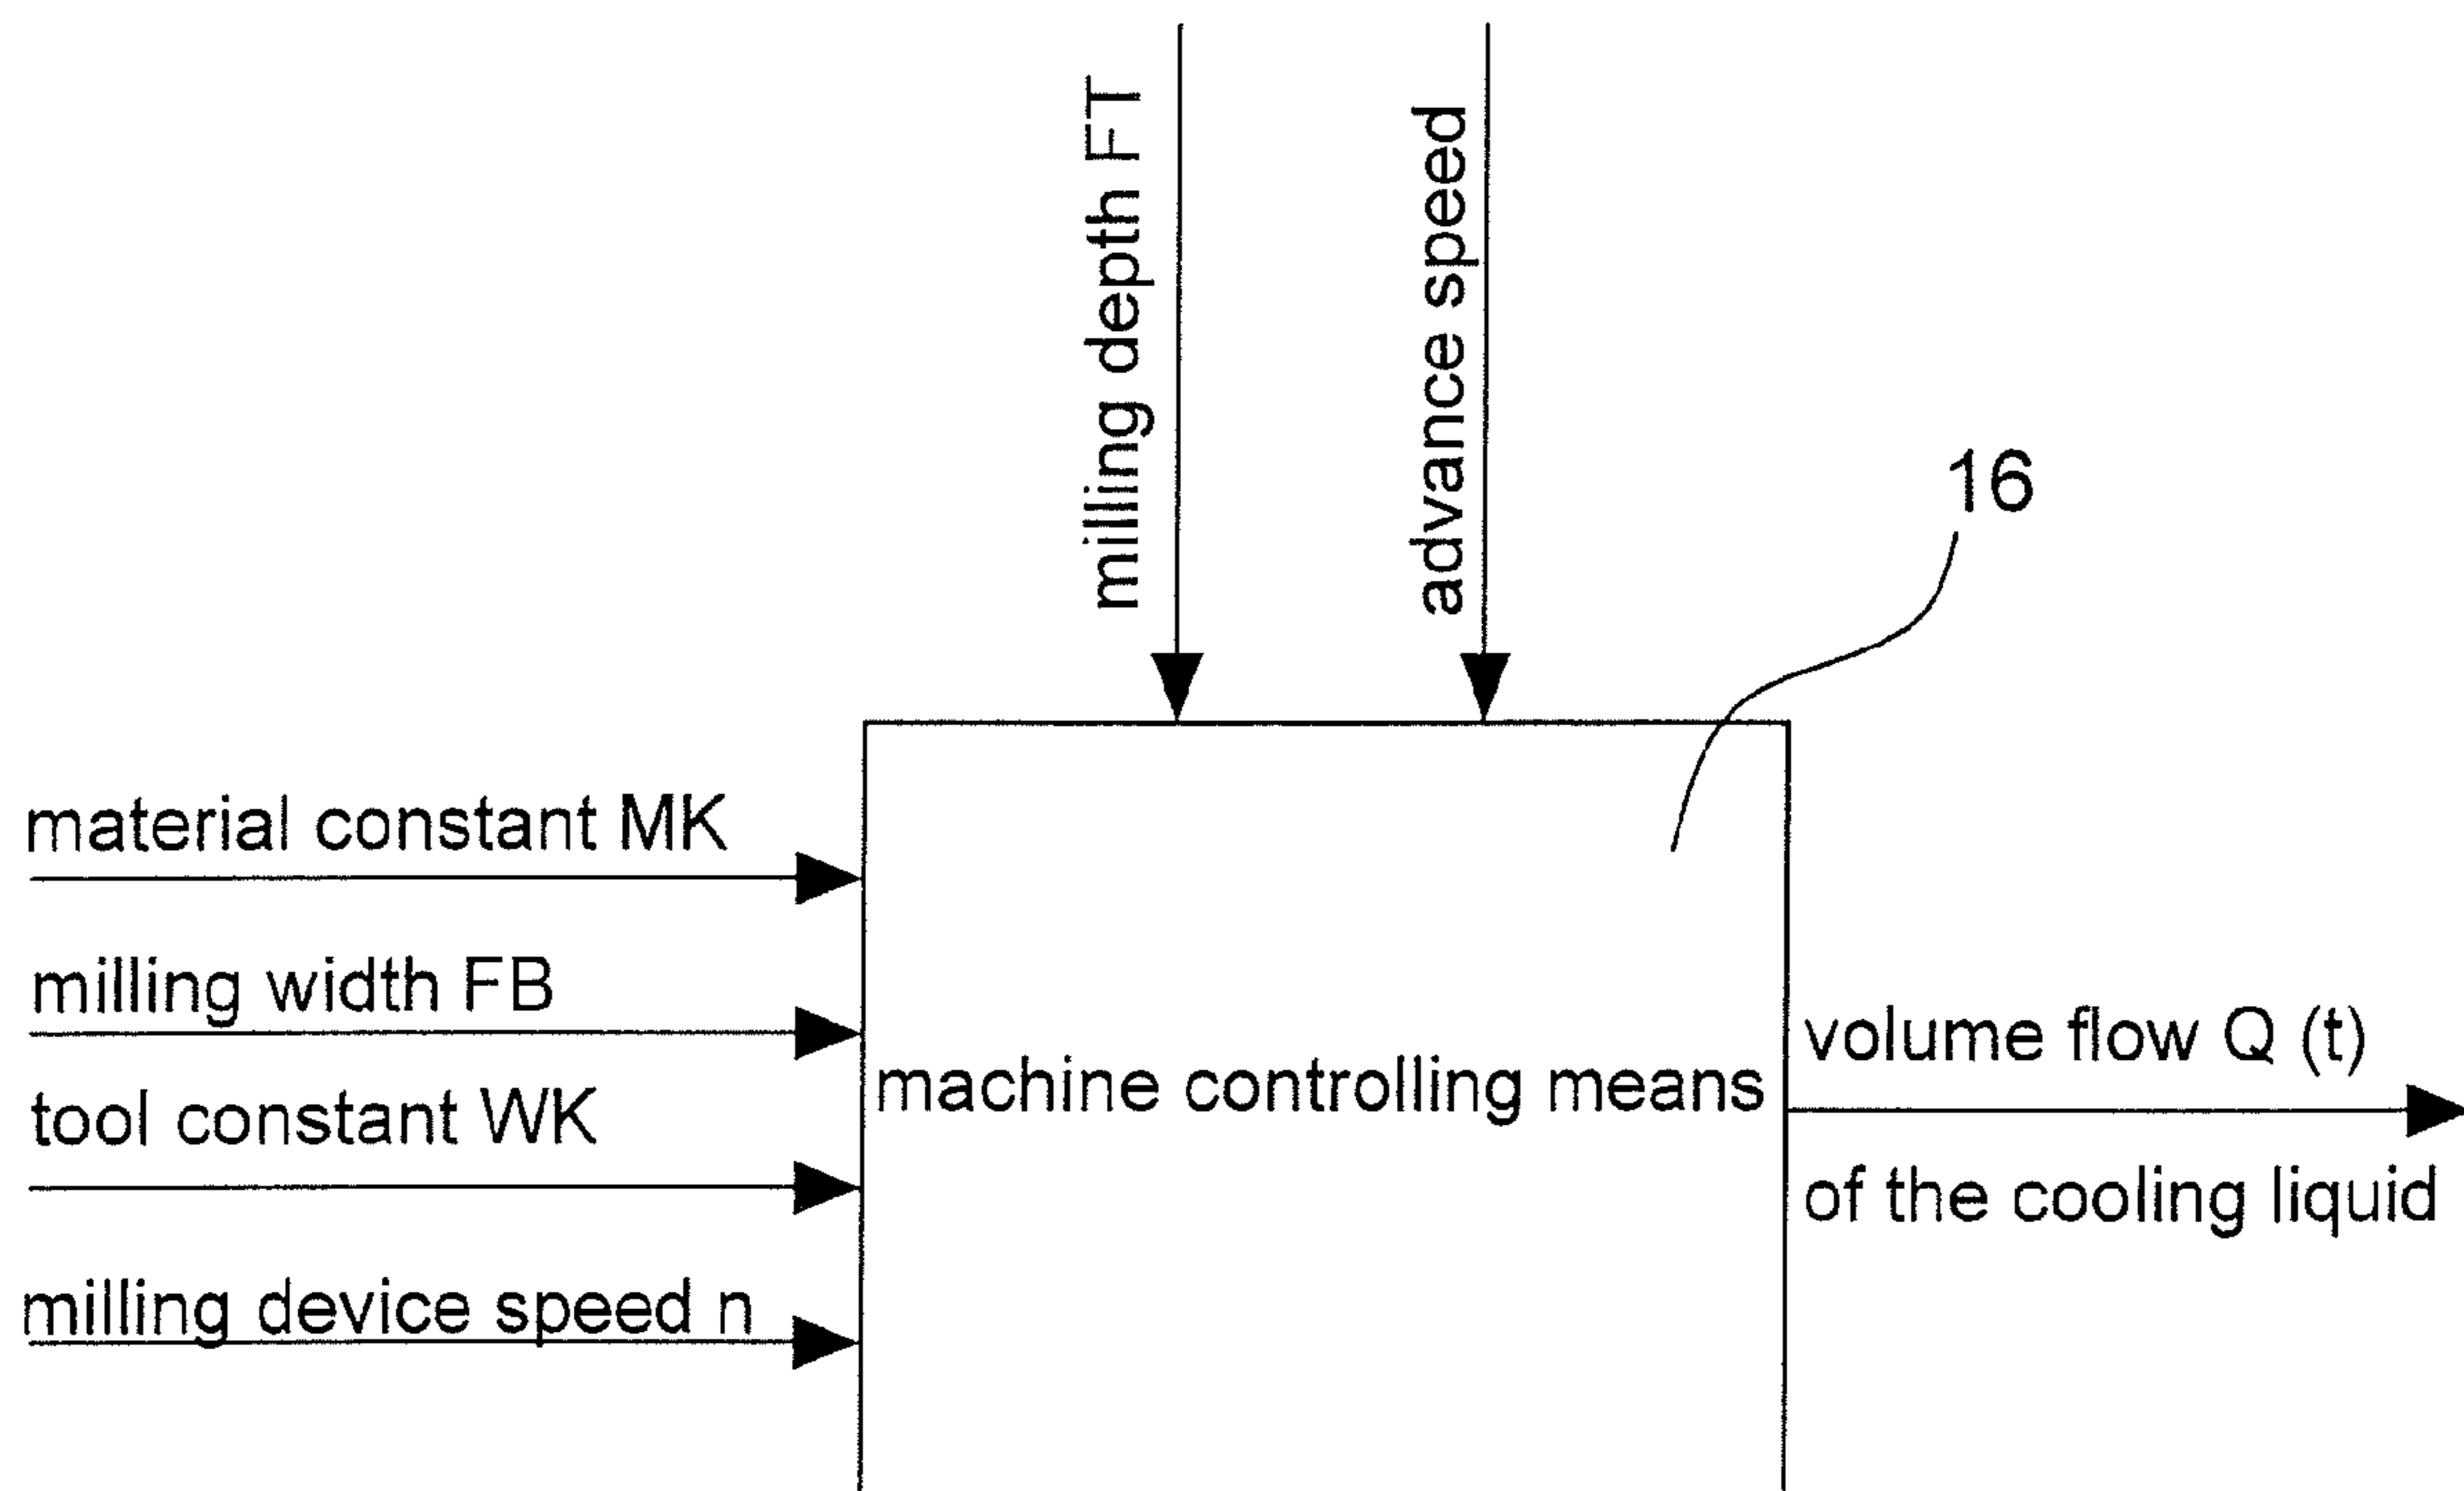 milling depth FT
advance speed
16
material constant MK
milling width FB
tool constant WK
milling device speed n
machine controlling means
volume flow Q (t)
of the cooling liquid